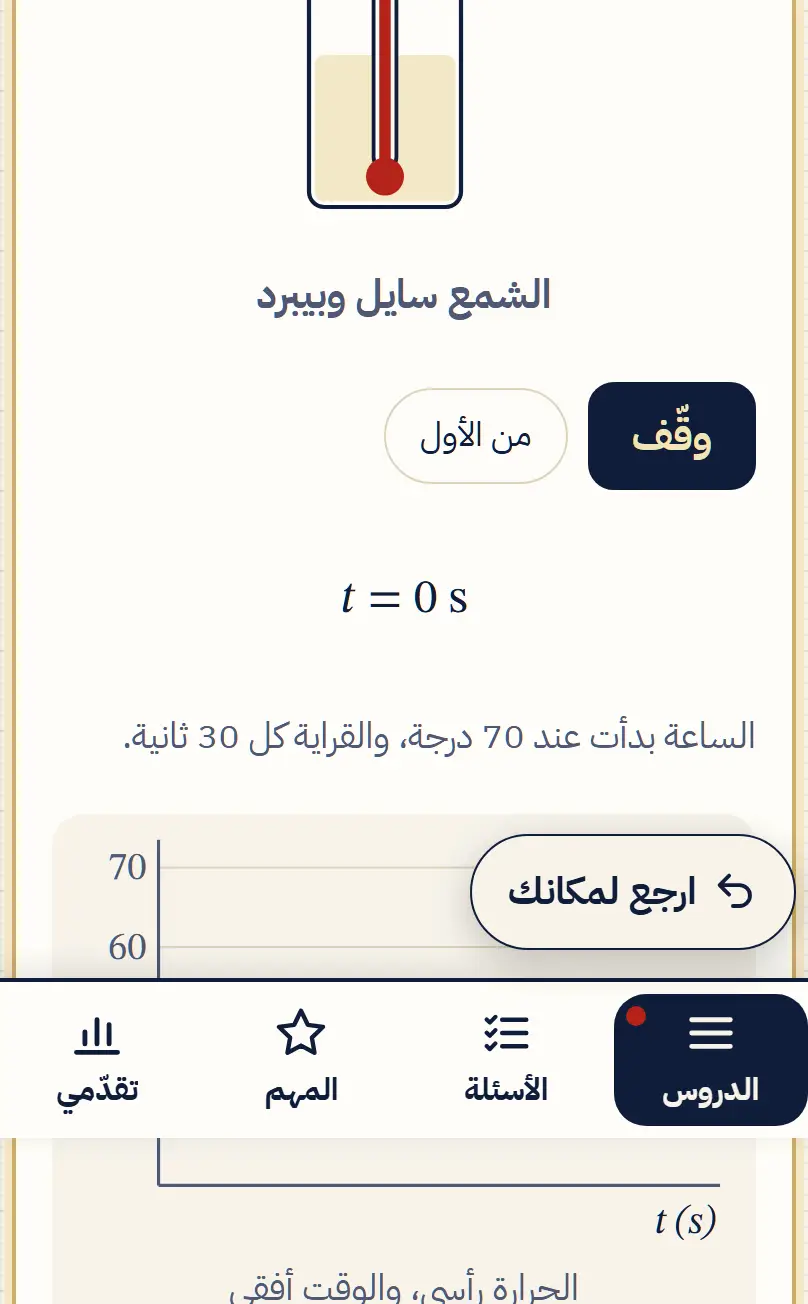 الشمع سايل وبيبرد
وقّف
من الأول
t = 0 s
الساعة بدأت عند 70 درجة، والقراية كل 30 ثانية.
70
ارجع لمكانك
60
الدروس
الأسئلة
المهم
تقدّمي
t (s)
الحرارة رأسي، والوقت أفقي